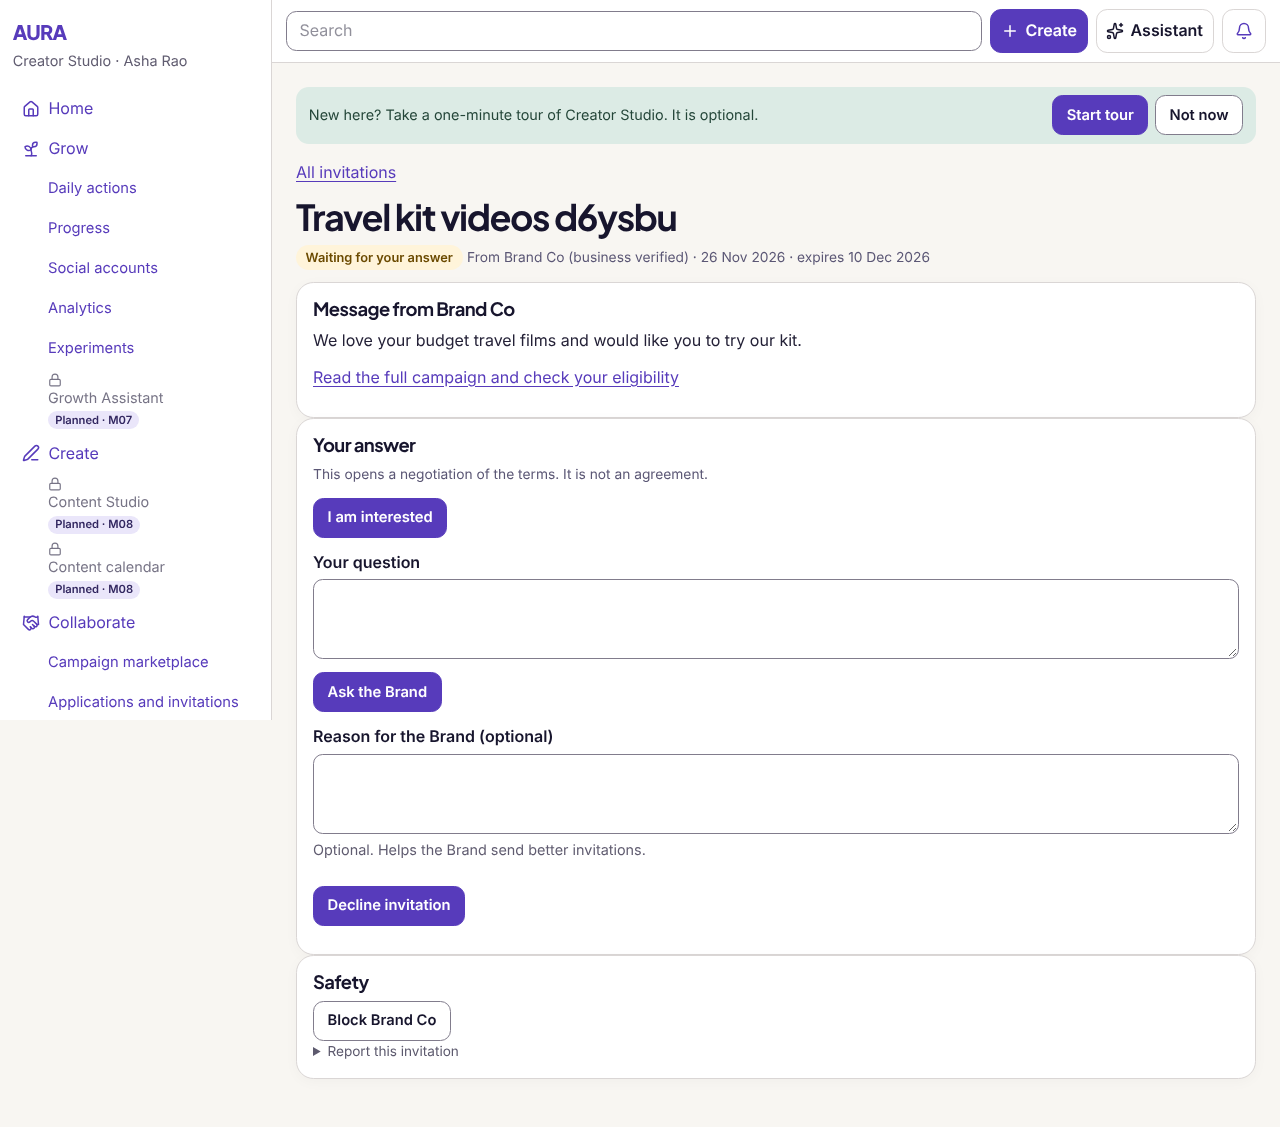 AURA
Creator Studio · Asha Rao
Home
Grow
Daily actions
Progress
Social accounts
Analytics
Experiments
Growth Assistant
Planned · M07
Create
Content Studio
Planned · M08
Content calendar
Planned · M08
Collaborate
Campaign marketplace
Applications and invitations
Search
Create
Assistant
New here? Take a one-minute tour of Creator Studio. It is optional.
Start tour
Not now
All invitations
Travel kit videos d6ysbu
Waiting for your answer From Brand Co (business verified) · 26 Nov 2026 · expires 10 Dec 2026
Message from Brand Co
We love your budget travel films and would like you to try our kit.
Read the full campaign and check your eligibility
Your answer
This opens a negotiation of the terms. It is not an agreement.
I am interested
Your question
Ask the Brand
Reason for the Brand (optional)
Optional. Helps the Brand send better invitations.
Decline invitation
Safety
Block Brand Co
Report this invitation